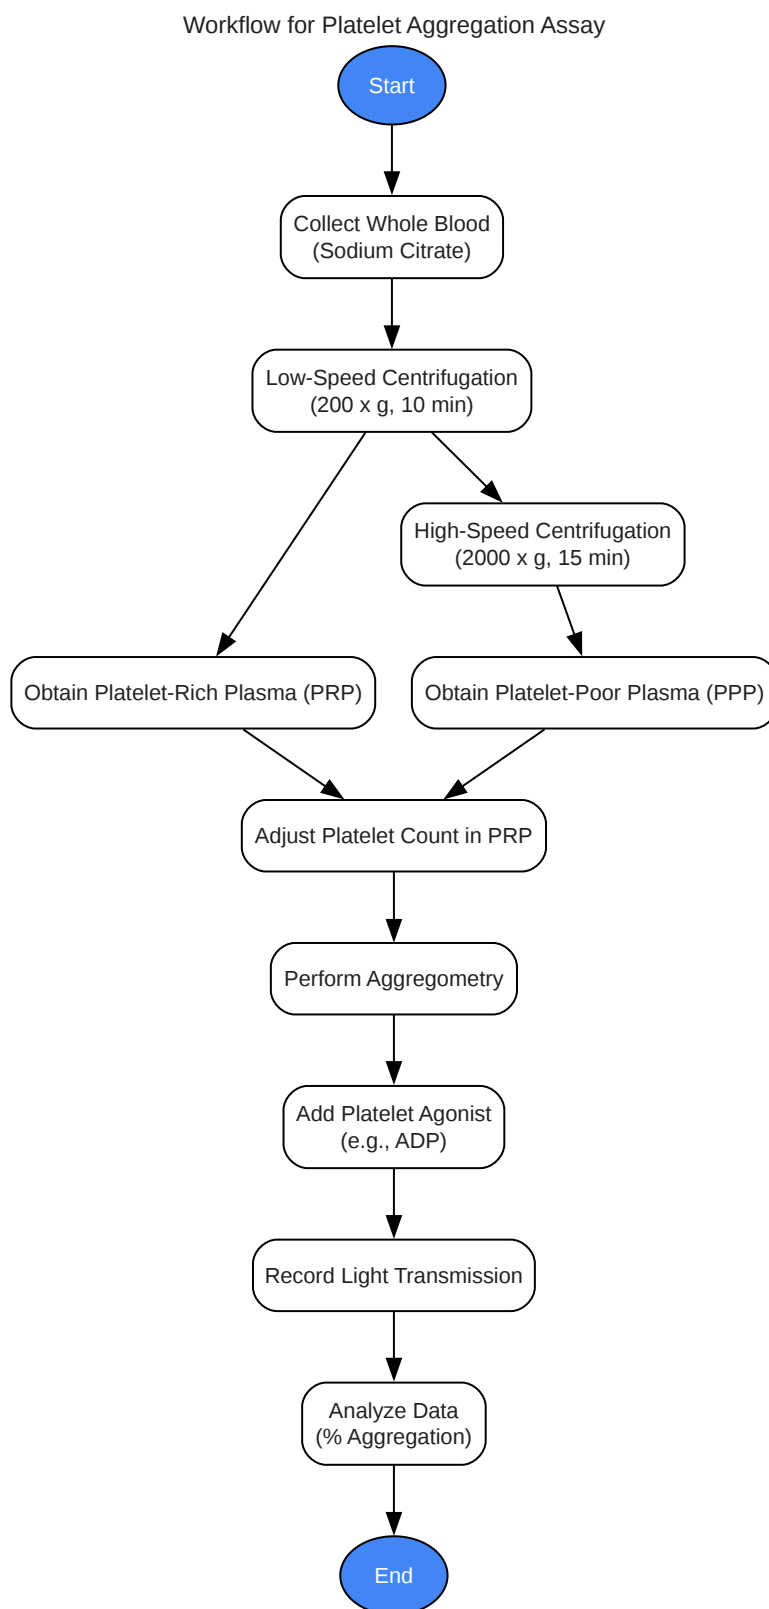 Workflow for Platelet Aggregation Assay
Start
Collect Whole Blood
(Sodium Citrate)
Low-Speed Centrifugation
(200 x g, 10 min)
High-Speed Centrifugation
(2000 x g, 15 min)
Obtain Platelet-Rich Plasma (PRP)
Obtain Platelet-Poor Plasma (PPP)
Adjust Platelet Count in PRP
Perform Aggregometry
Add Platelet Agonist
(e.g., ADP)
Record Light Transmission
Analyze Data
(% Aggregation)
End